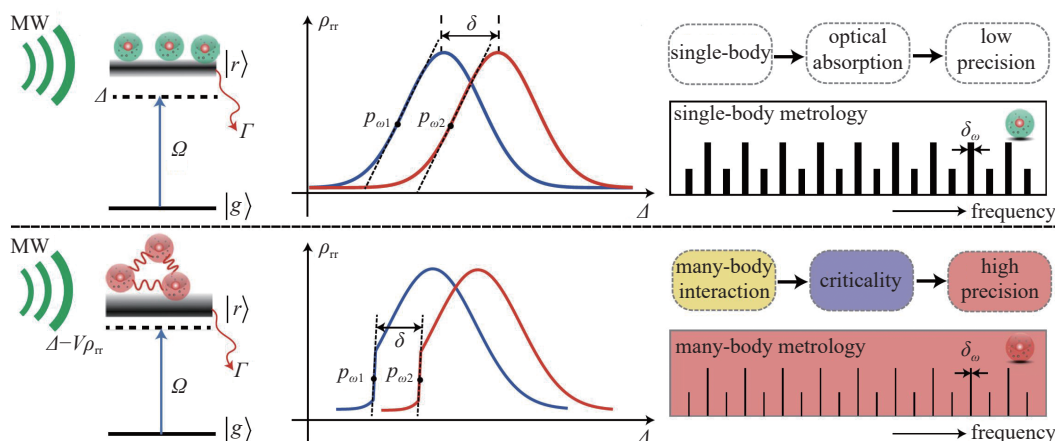 MW
|r⟩
Δ
Γ
Ω
|g⟩
ρrr
δ
pω1
pω2
Δ
single-body
optical
absorption
low
precision
single-body metrology
δω
frequency
MW
|r⟩
Δ−Vρrr
Γ
Ω
|g⟩
ρrr
δ
pω1
pω2
Δ
many-body
interaction
criticality
high
precision
many-body metrology
δω
frequency